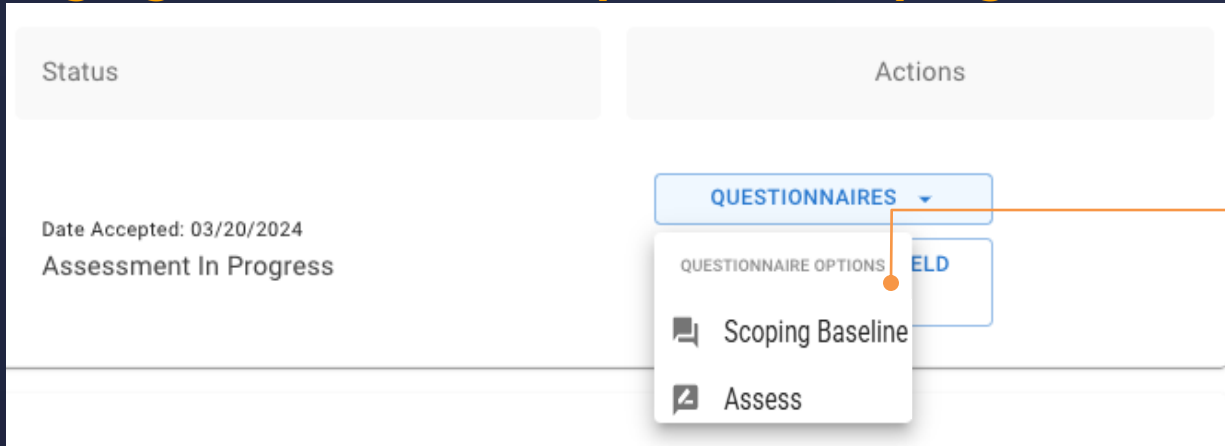 Status
Actions
QUESTIONNAIRES
Date Accepted: 03/20/2024
Assessment In Progress
QUESTIONNAIRE OPTIONS
ELD
Scoping Baseline
Assess